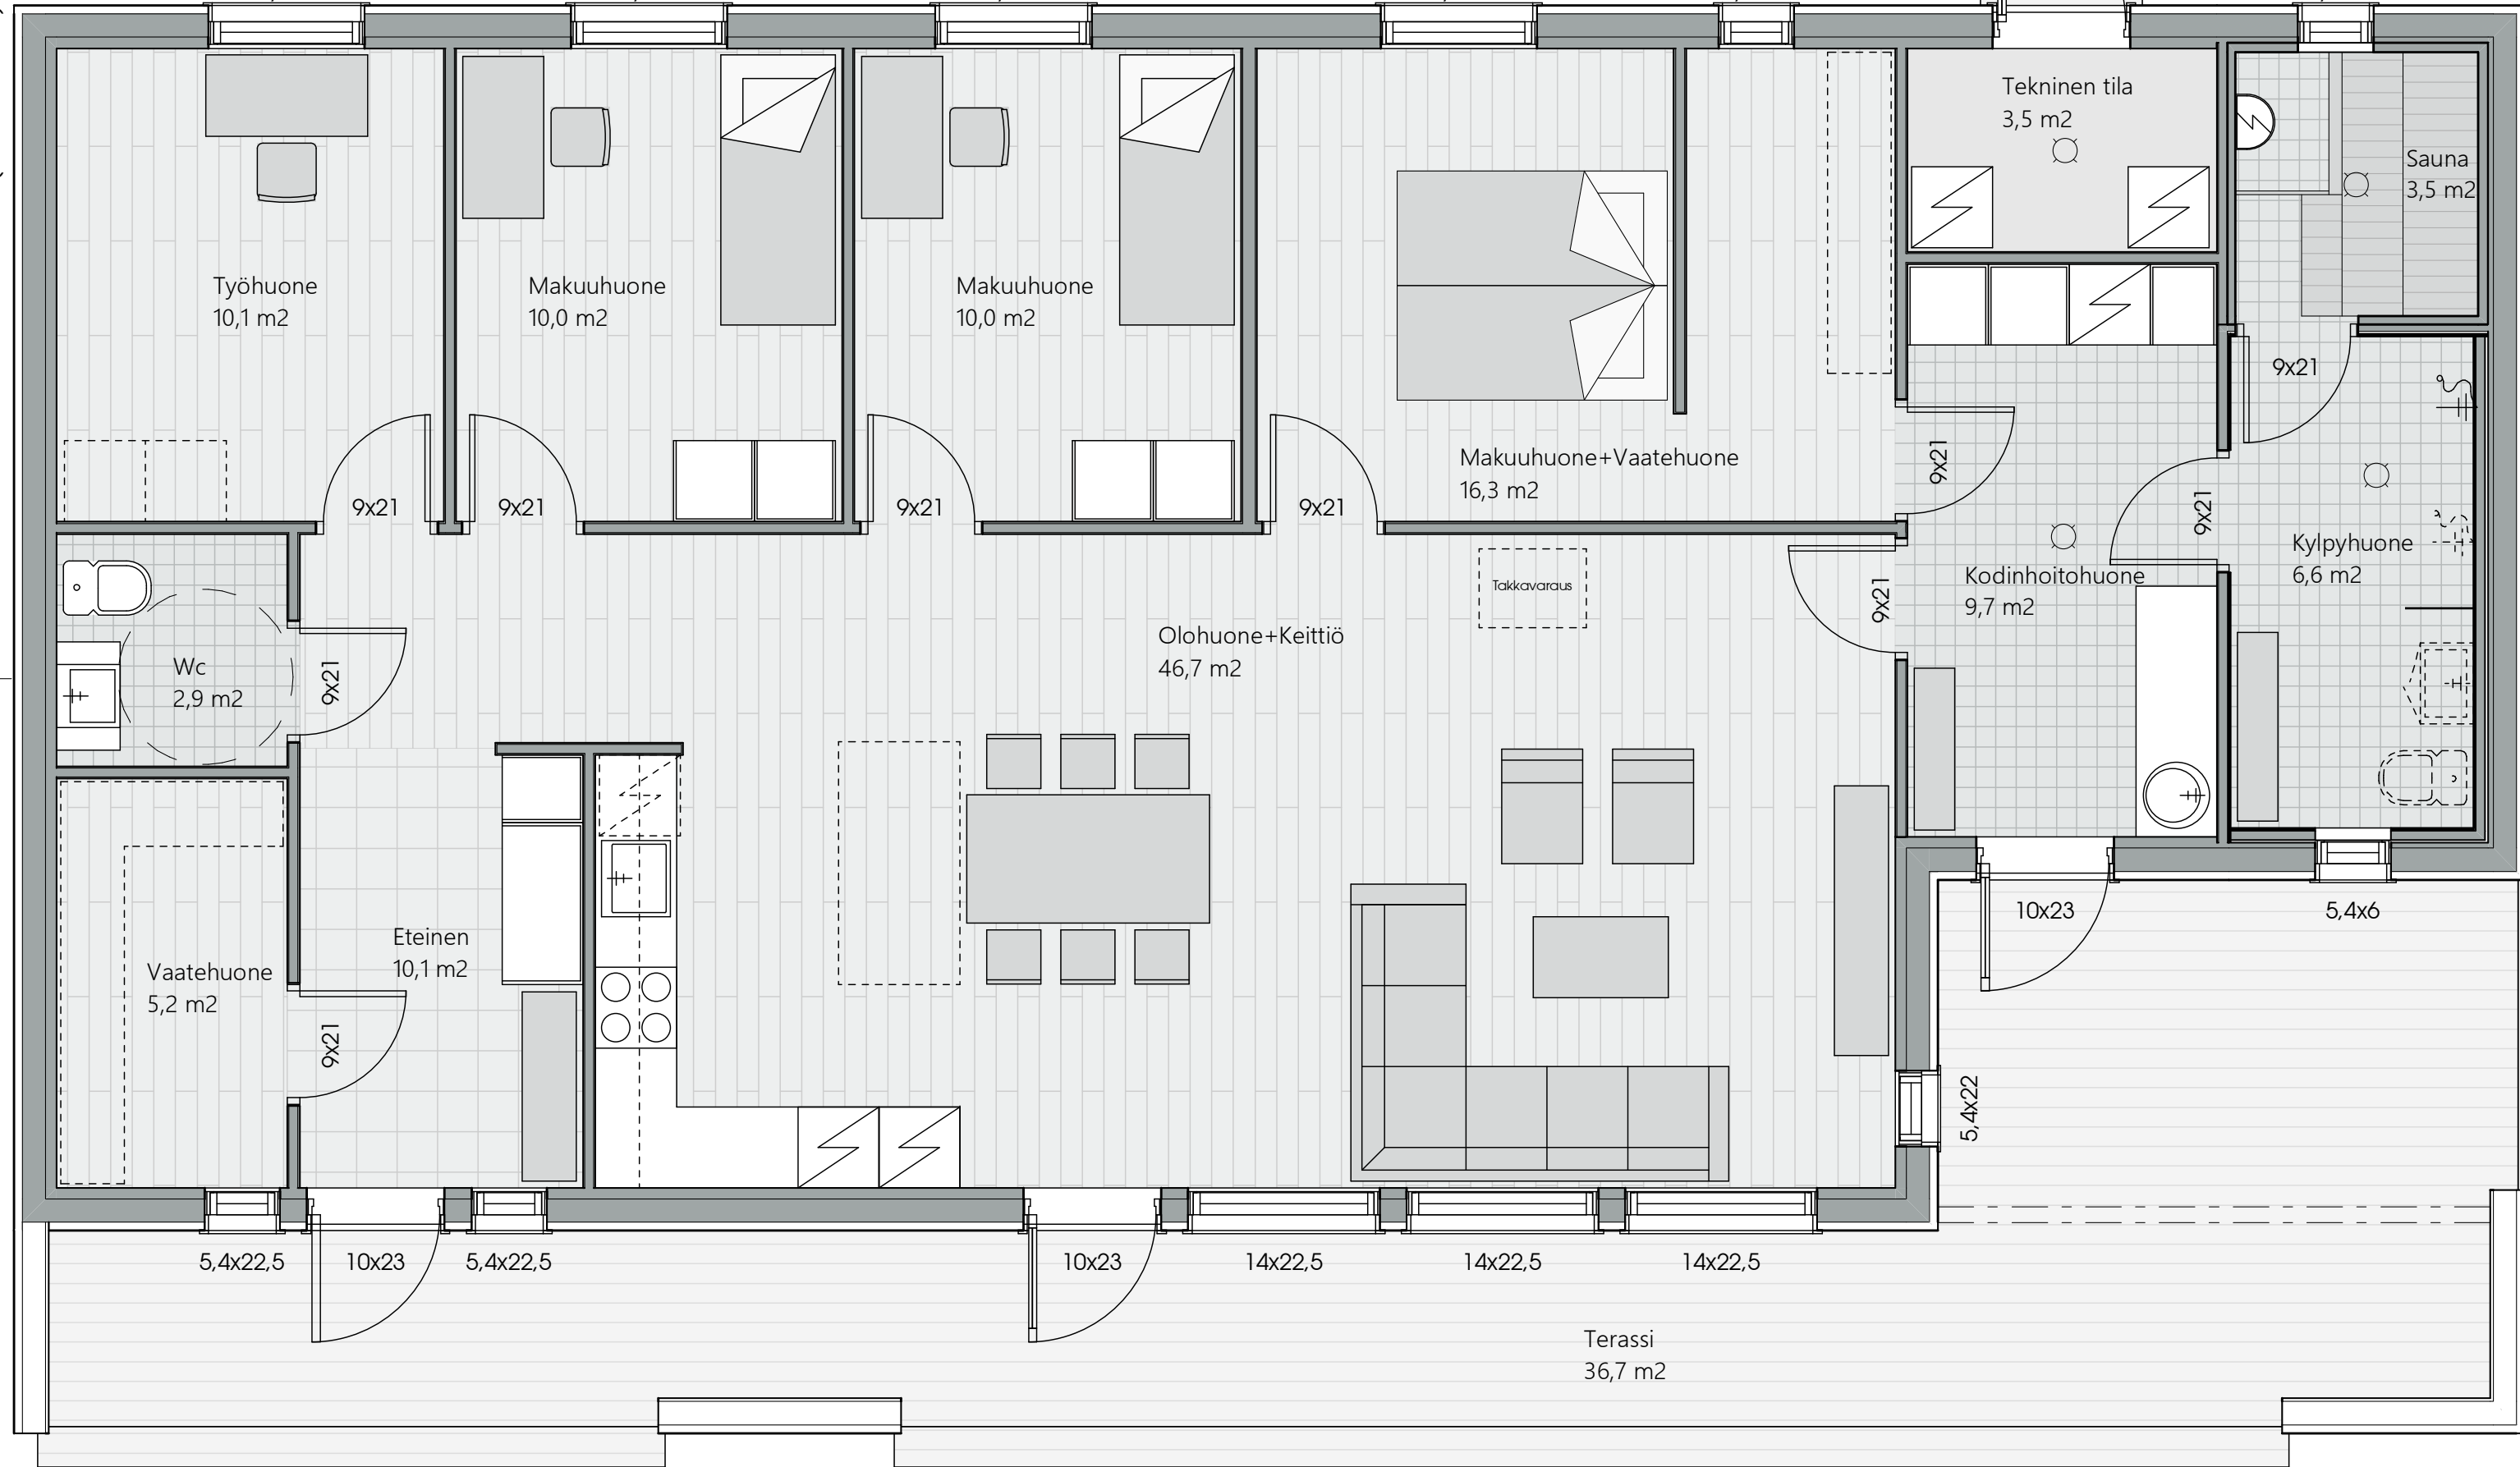 Tekninen tila
3,5 m2
Sauna
3,5 m2
Työhuone
10,1 m2
Makuuhuone
10,0 m2
Makuuhuone
10,0 m2
Makuuhuone+Vaatehuone
16,3 m2
9x21
9x21
9x21
9x21
9x21
9x21
9x21
9x21
Kylpyhuone
6,6 m2
Kodinhoitohuone
9,7 m2
Takkavaraus
Olohuone+Keittiö
46,7 m2
Wc
2,9 m2
9x21
Eteinen
10,1 m2
Vaatehuone
5,2 m2
9x21
10x23
5,4x6
5,4x22
5,4x22,5
10x23
5,4x22,5
10x23
14x22,5
14x22,5
14x22,5
Terassi
36,7 m2